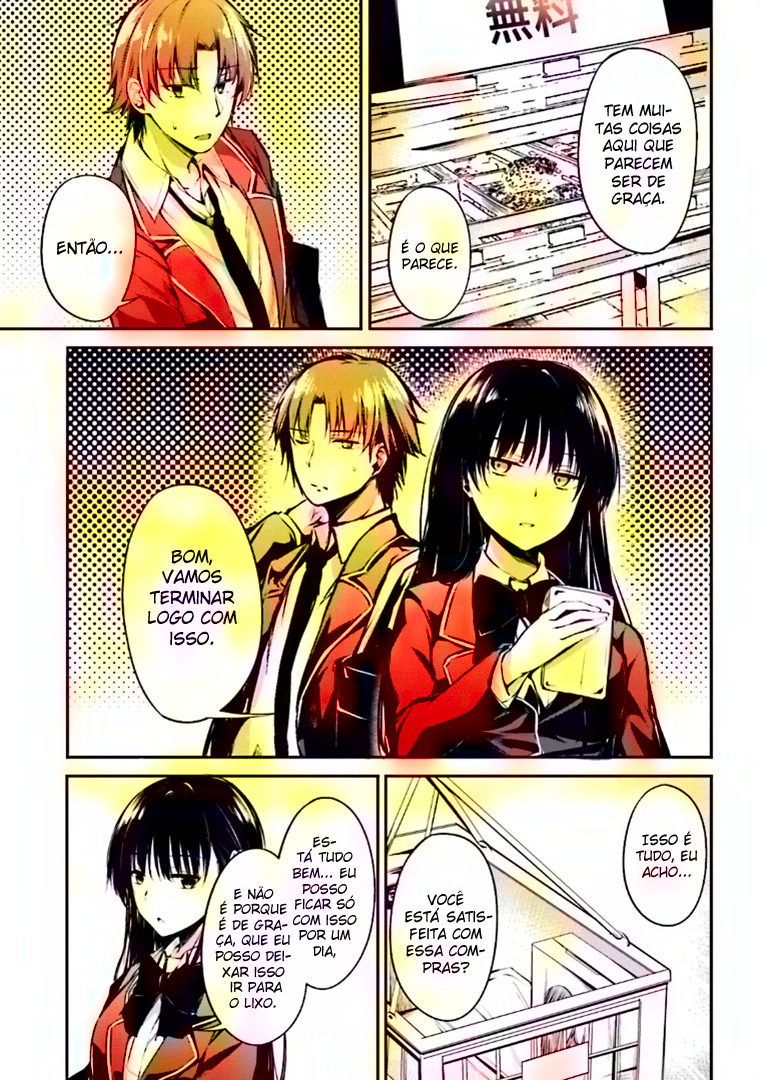 無料
TEM MUI-
TAS COISAS
AQUI QUE
PARECEM
SER DE
GRAÇA.
É O QUE
PARECE.
ENTÃO...
BOM,
VAMOS
TERMINAR
LOGO COM
ISSO.
ISSO É
TUDO, EU
ACHO...
VOCÊ
ESTÁ SATIS-
FEITA COM
ESSA COM-
PRAS?
ES-
TÁ TUDO
BEM... EU
POSSO
FICAR SÓ
COM ISSO
POR UM
DIA,
E NÃO
É PORQUE
É DE GRA-
ÇA, QUE EU
POSSO DEI-
XAR ISSO
IR PARA
O LIXO.